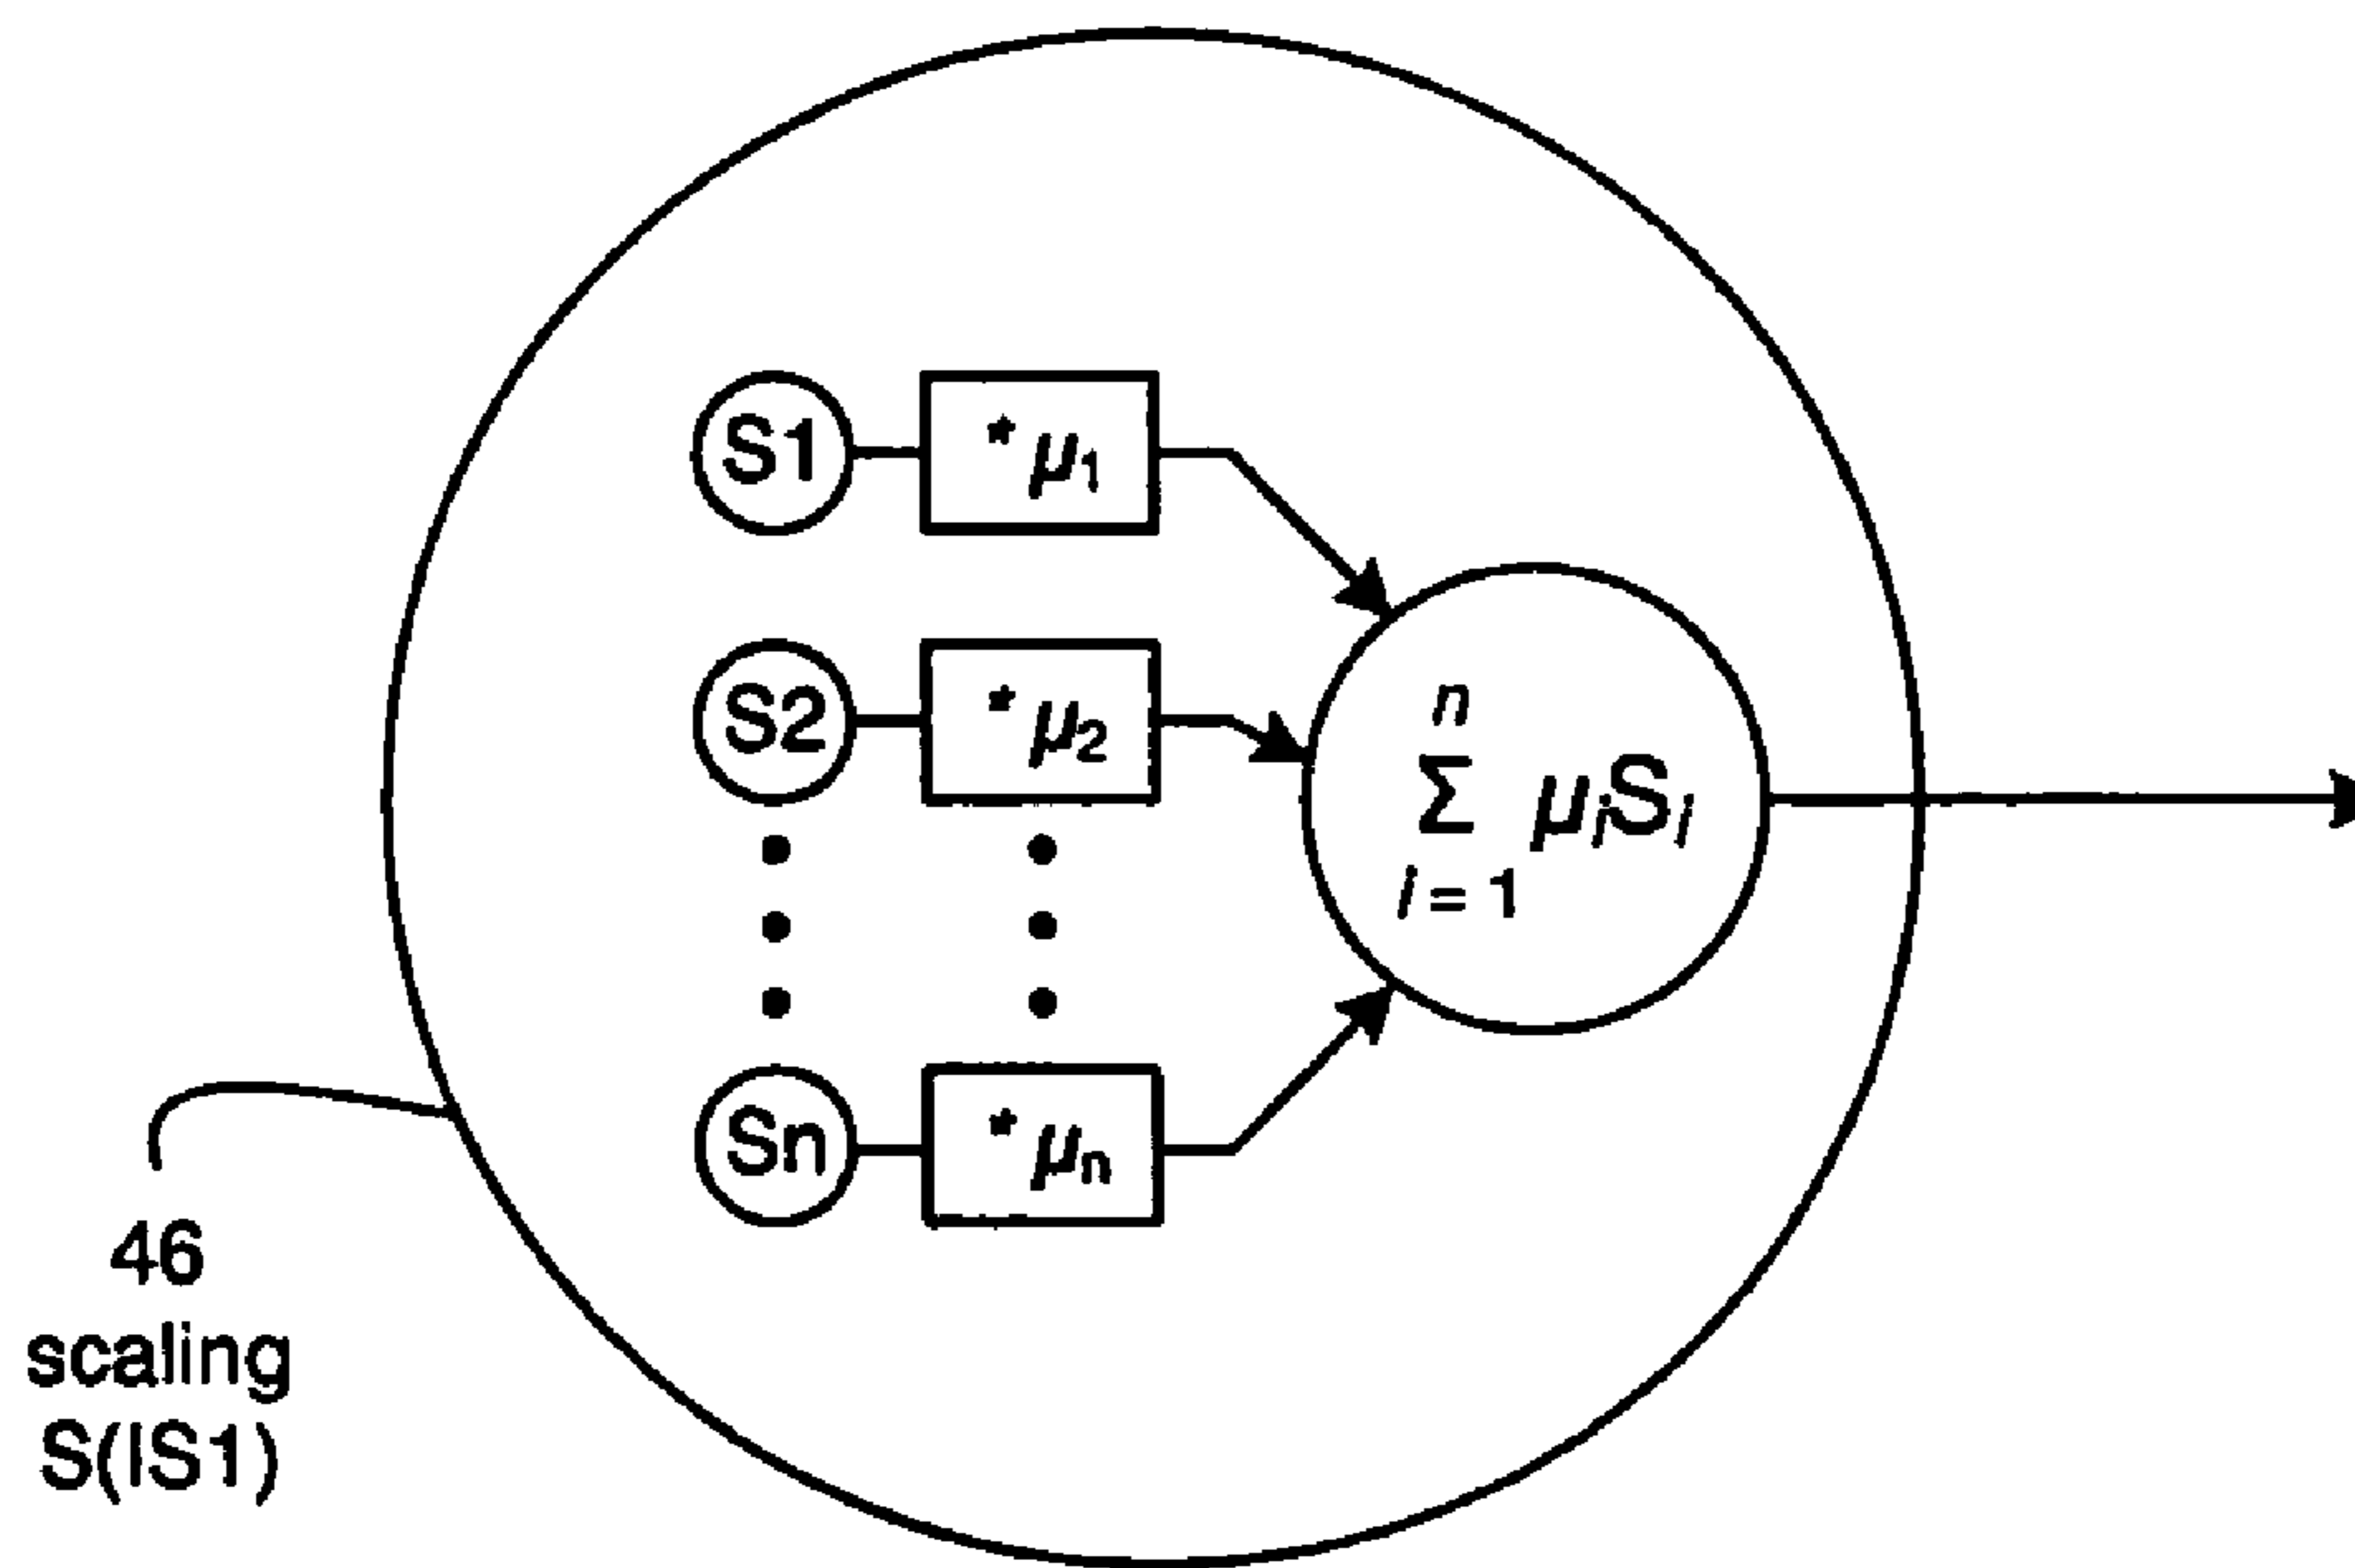 S1
* μ1
S2
* μ2
n
Σ μiSi
i = 1
Sn
* μn
46
scaling
S(IS1)